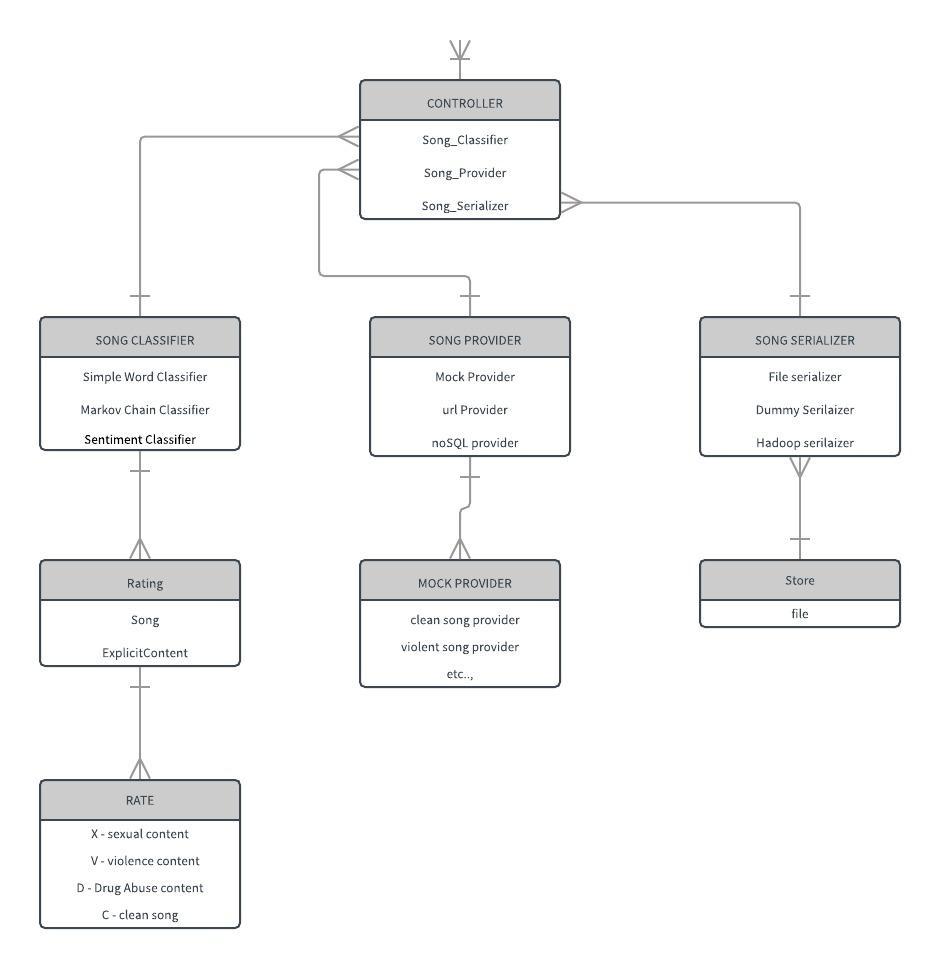 CONTROLLER
Song_Classifier
Song_Provider
Song_Serializer
SONG CLASSIFIER
Simple Word Classifier
Markov Chain Classifier
Sentiment Classifier
SONG PROVIDER
Mock Provider
url Provider
noSQL provider
SONG SERIALIZER
File serializer
Dummy Serilaizer
Hadoop serilaizer
Rating
Song
ExplicitContent
MOCK PROVIDER
clean song provider
violent song provider
etc..,
Store
file
RATE
X - sexual content
V - violence content
D - Drug Abuse content
C - clean song